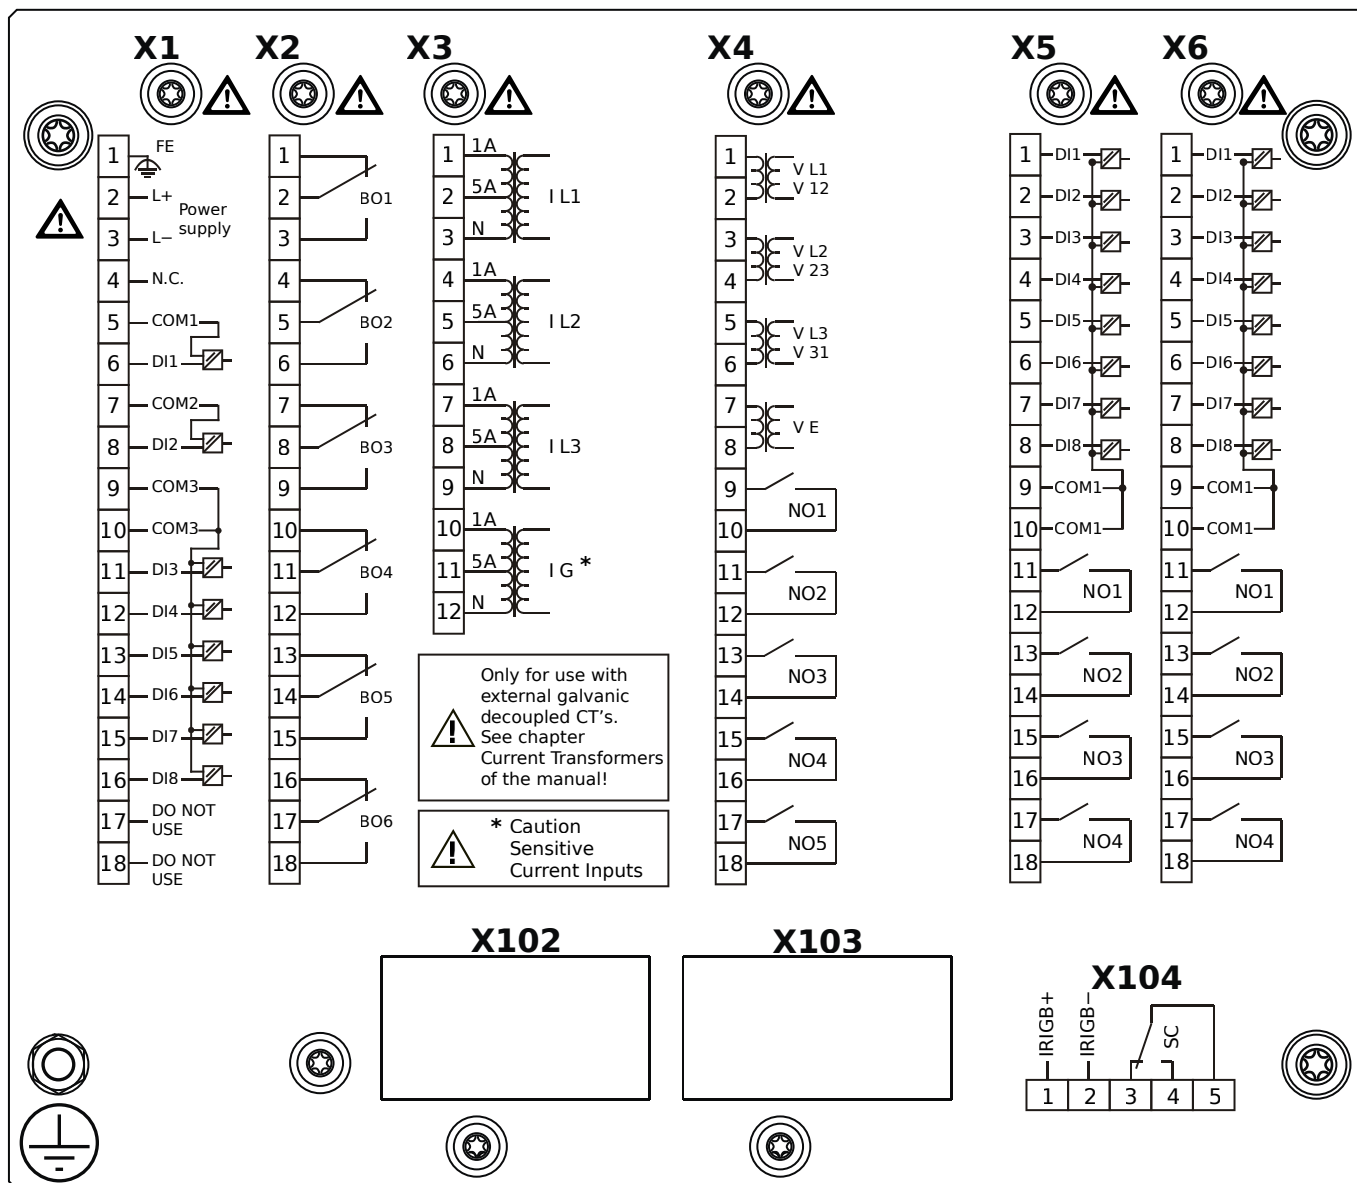 X1
X2
X3
X4
X5
X6
1
FE
2
L+
Power
supply
3
L−
4
N.C.
5
COM1
6
DI1
7
COM2
8
DI2
9
COM3
10
COM3
11
DI3
12
DI4
13
DI5
14
DI6
15
DI7
16
DI8
17
DO NOT
USE
18
DO NOT
USE
1
2
BO1
3
4
5
BO2
6
7
8
BO3
9
10
11
BO4
12
13
14
BO5
15
16
17
BO6
18
1
1A
2
5A
I L1
3
N
4
1A
5
5A
I L2
6
N
7
1A
8
5A
I L3
9
N
10
1A
11
5A
I G *
12
N
Only for use with
external galvanic
decoupled CT's.
See chapter
Current Transformers
of the manual!
* Caution
Sensitive
Current Inputs
1
V L1
2
V 12
3
V L2
4
V 23
5
V L3
6
V 31
7
V E
8
9
NO1
10
11
NO2
12
13
NO3
14
15
NO4
16
17
NO5
18
1
DI1
2
DI2
3
DI3
4
DI4
5
DI5
6
DI6
7
DI7
8
DI8
9
COM1
10
COM1
11
NO1
12
13
NO2
14
15
NO3
16
17
NO4
18
1
DI1
2
DI2
3
DI3
4
DI4
5
DI5
6
DI6
7
DI7
8
DI8
9
COM1
10
COM1
11
NO1
12
13
NO2
14
15
NO3
16
17
NO4
18
X102
X103
X104
IRIGB+
IRIGB−
SC
1
2
3
4
5